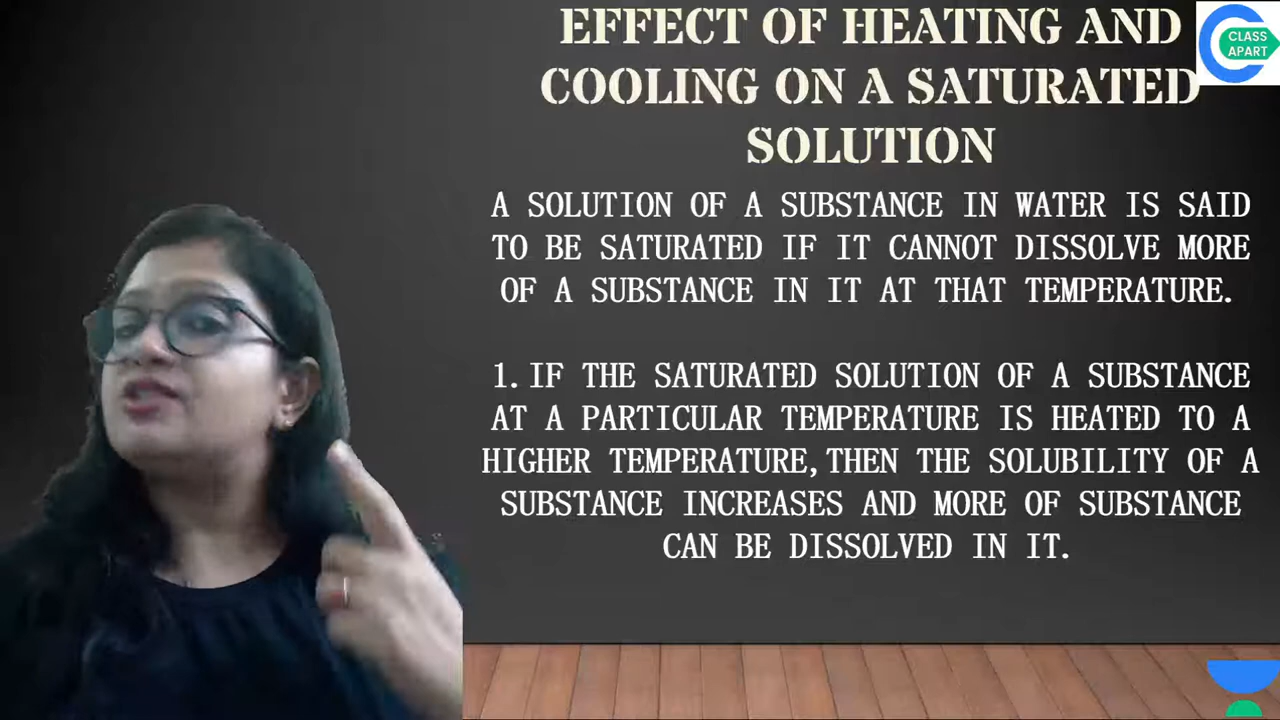 EFFECT OF HEATING AND
COOLING ON A SATURATED
SOLUTION
CLASS
APART
A SOLUTION OF A SUBSTANCE IN WATER IS SAID
TO BE SATURATED IF IT CANNOT DISSOLVE MORE
OF A SUBSTANCE IN IT AT THAT TEMPERATURE.
1. IF THE SATURATED SOLUTION OF A SUBSTANCE
AT A PARTICULAR TEMPERATURE IS HEATED TO A
HIGHER TEMPERATURE, THEN THE SOLUBILITY OF A
SUBSTANCE INCREASES AND MORE OF SUBSTANCE
CAN BE DISSOLVED IN IT.